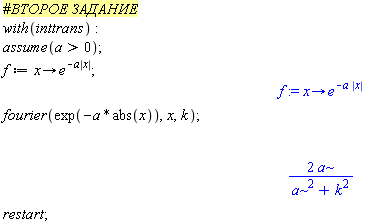 #ВТОРОЕ ЗАДАНИЕ
with(inttrans) :
assume(a > 0);
f := x→e^{-a|x|};
f := x→e^{-a |x|}
fourier(exp(-a * abs(x)), x, k);
2 a~
a~^2 + k^2
restart;